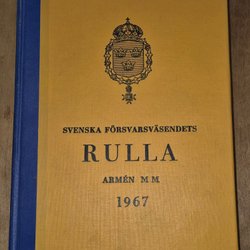 SVENSKA FÖRSVARSVÄSENDETS
RULLA
ARMÉN M M
1967